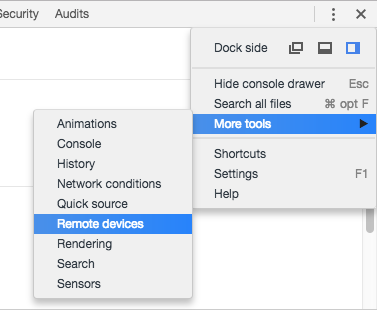 Security Audits
Dock side
Hide console drawer Esc
Search all files ⌘ opt F
More tools
Shortcuts
Settings F1
Help
Animations
Console
History
Network conditions
Quick source
Remote devices
Rendering
Search
Sensors